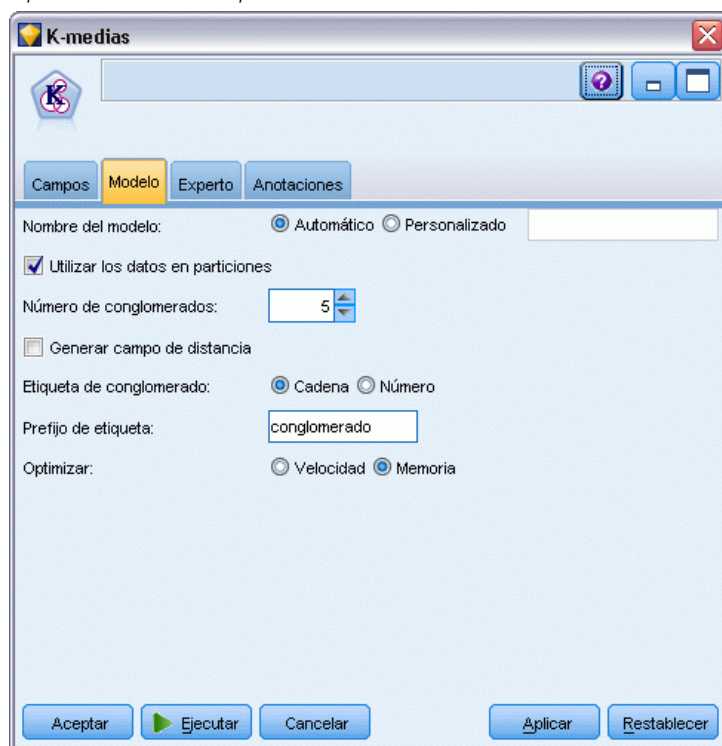 K-medias
Campos Modelo Experto Anotaciones
Nombre del modelo: Automático Personalizado
Utilizar los datos en particiones
Número de conglomerados: 5
Generar campo de distancia
Etiqueta de conglomerado: Cadena Número
Prefijo de etiqueta: conglomerado
Optimizar: Velocidad Memoria
Aceptar Ejecutar Cancelar Aplicar Restablecer